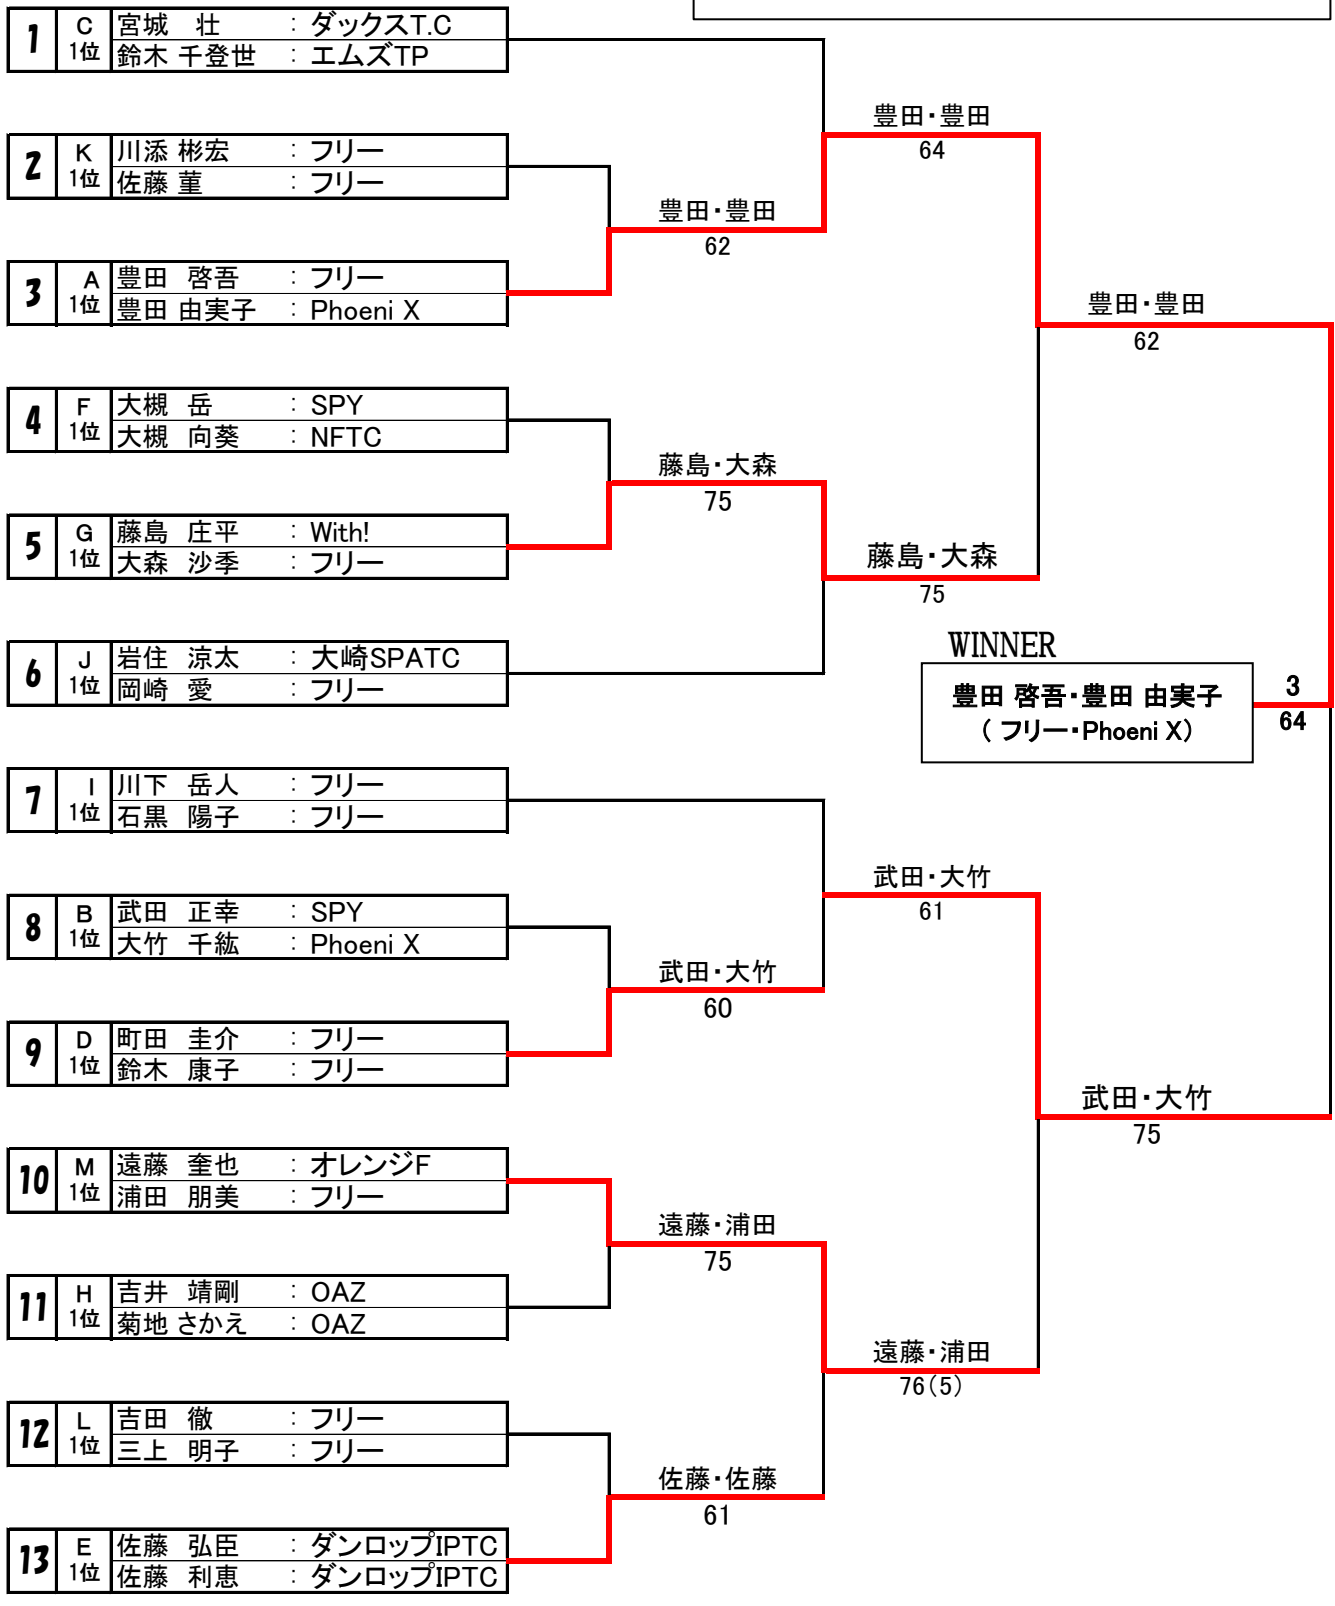 1 C 1位 宮城 壮 : ダックスT.C
鈴木 千登世 : エムズTP
2 K 1位 川添 彬宏 : フリー
佐藤 菫 : フリー
3 A 1位 豊田 啓吾 : フリー
豊田 由実子 : Phoeni X
4 F 1位 大槻 岳 : SPY
大槻 向葵 : NFTC
5 G 1位 藤島 庄平 : With!
大森 沙季 : フリー
6 J 1位 岩住 涼太 : 大崎SPATC
岡崎 愛 : フリー
7 I 1位 川下 岳人 : フリー
石黒 陽子 : フリー
8 B 1位 武田 正幸 : SPY
大竹 千紘 : Phoeni X
9 D 1位 町田 圭介 : フリー
鈴木 康子 : フリー
10 M 1位 遠藤 奎也 : オレンジF
浦田 朋美 : フリー
11 H 1位 吉井 靖剛 : OAZ
菊地 さかえ : OAZ
12 L 1位 吉田 徹 : フリー
三上 明子 : フリー
13 E 1位 佐藤 弘臣 : ダンロップIPTC
佐藤 利恵 : ダンロップIPTC
豊田・豊田
62
藤島・大森
75
武田・大竹
60
遠藤・浦田
75
佐藤・佐藤
61
豊田・豊田
64
藤島・大森
75
武田・大竹
61
遠藤・浦田
76(5)
豊田・豊田
62
武田・大竹
75
WINNER
豊田 啓吾・豊田 由実子
( フリー・Phoeni X)
3
64